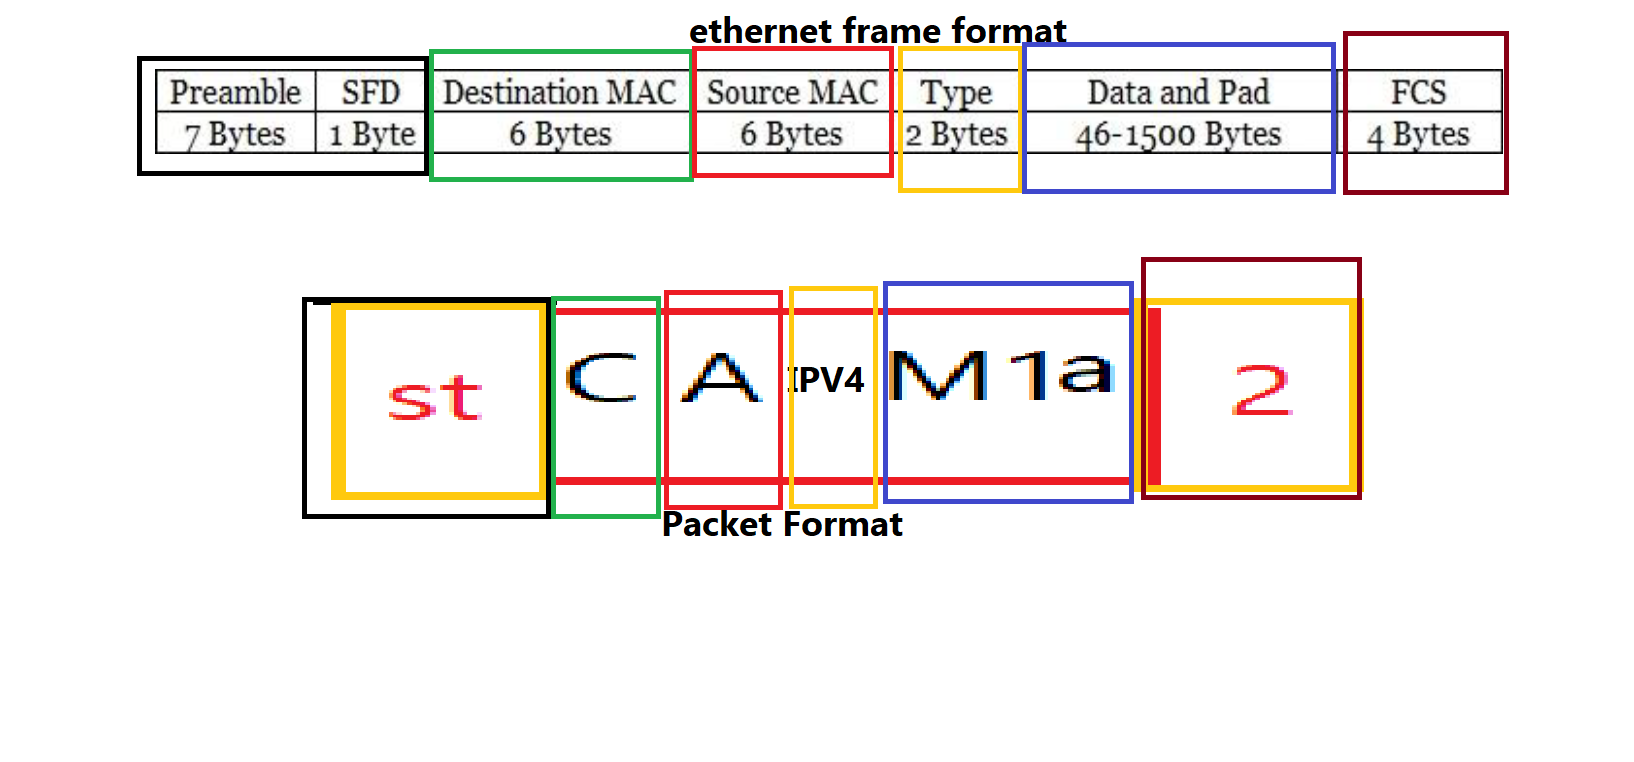 ethernet frame format
Preamble SFD Destination MAC Source MAC Type Data and Pad FCS
7 Bytes 1 Byte 6 Bytes 6 Bytes 2 Bytes 46-1500 Bytes 4 Bytes
st C A IPV4 M 1a 2
Packet Format